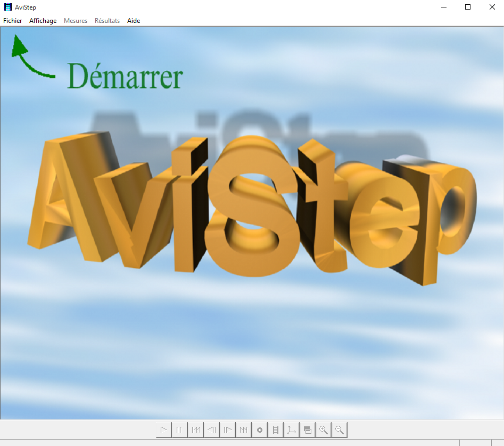 AviStep
Fichier Affichage Mesures Résultats Aide
Démarrer
AviStep